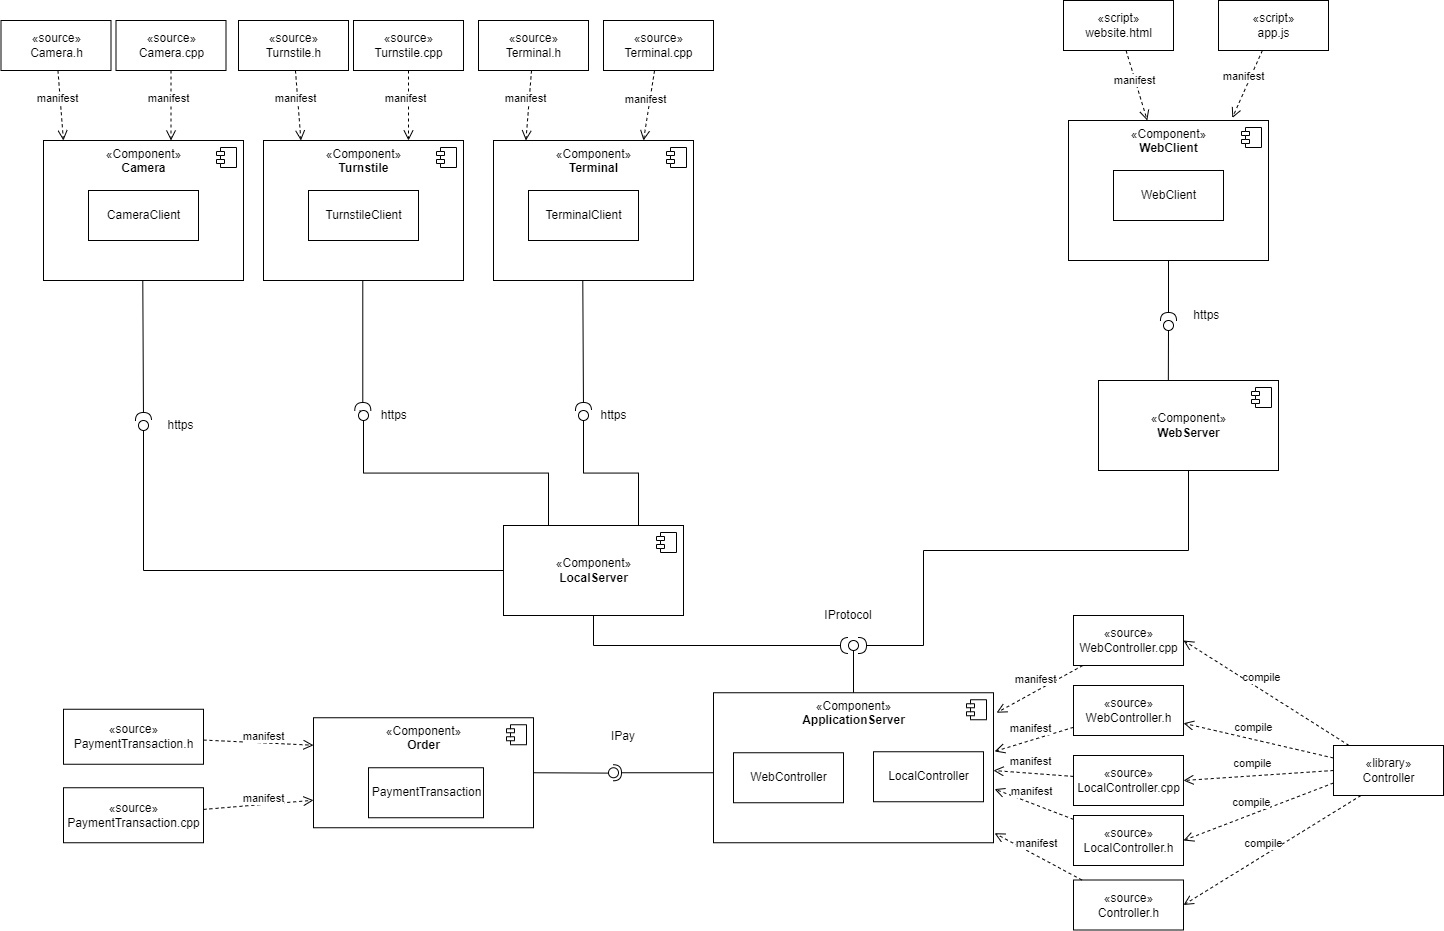 «source»
Camera.h
«source»
Camera.cpp
«source»
Turnstile.h
«source»
Turnstile.cpp
«source»
Terminal.h
«source»
Terminal.cpp
«script»
website.html
«script»
app.js
manifest
manifest
manifest
manifest
manifest
manifest
manifest
manifest
«Component»
Camera
CameraClient
«Component»
Turnstile
TurnstileClient
«Component»
Terminal
TerminalClient
«Component»
WebClient
WebClient
https
https
https
https
«Component»
WebServer
«Component»
LocalServer
IProtocol
«source»
PaymentTransaction.h
«source»
PaymentTransaction.cpp
manifest
manifest
«Component»
Order
PaymentTransaction
IPay
«Component»
ApplicationServer
WebController
LocalController
manifest
manifest
manifest
manifest
manifest
«source»
WebController.cpp
«source»
WebController.h
«source»
LocalController.cpp
«source»
LocalController.h
«source»
Controller.h
compile
compile
compile
compile
compile
«library»
Controller